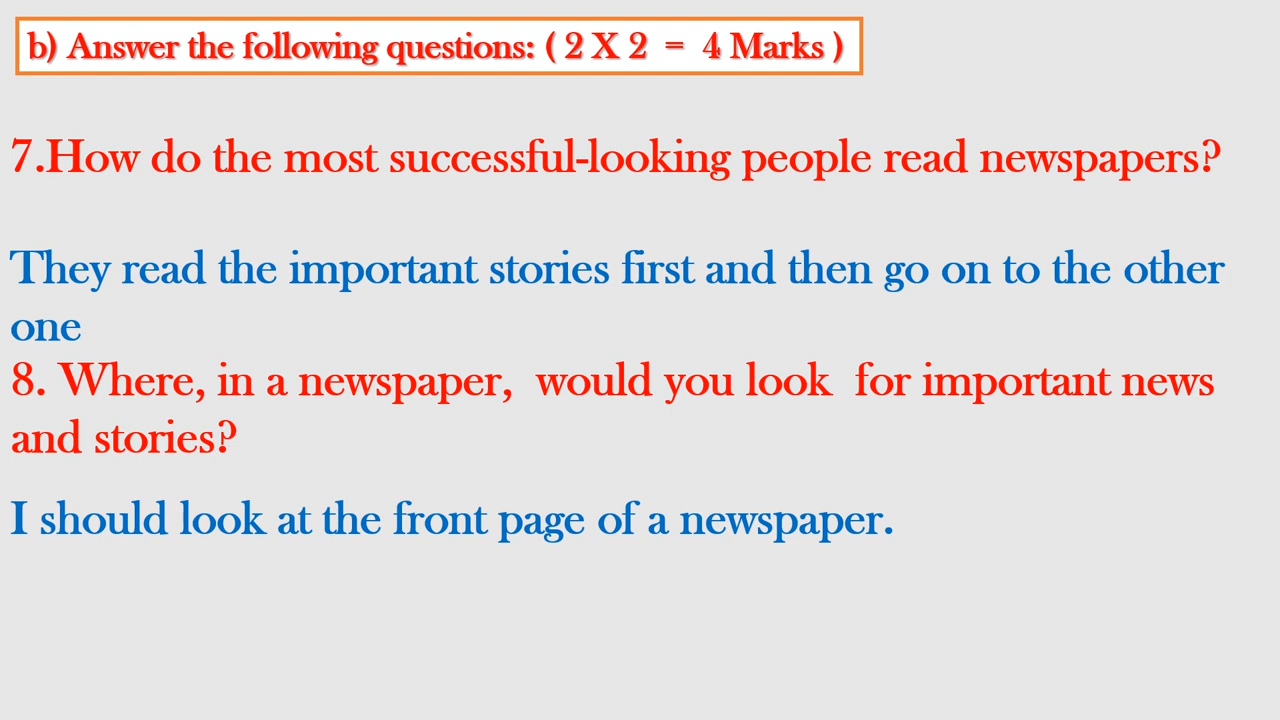 b) Answer the following questions: ( 2 X 2 = 4 Marks )
7.How do the most successful-looking people read newspapers?
They read the important stories first and then go on to the other
one
8. Where, in a newspaper, would you look for important news
and stories?
I should look at the front page of a newspaper.